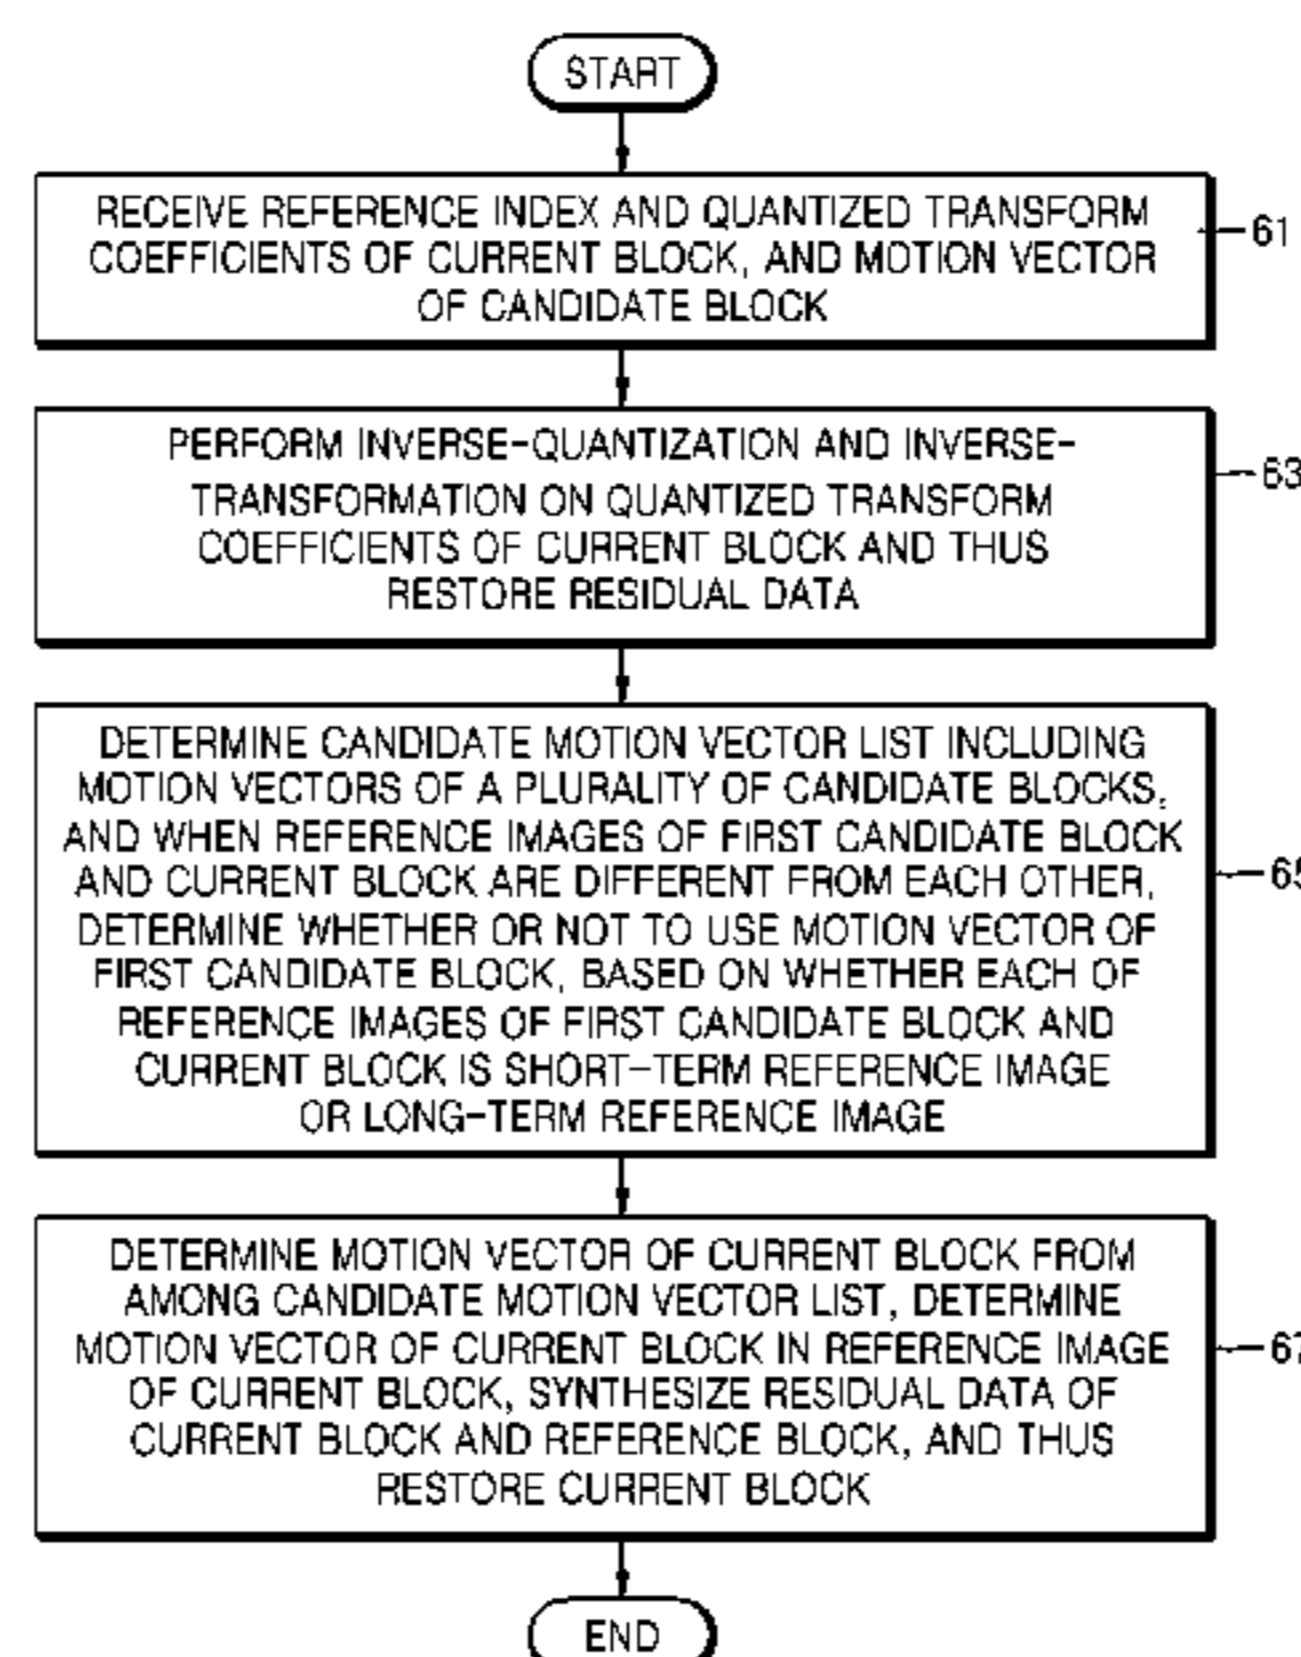 START
RECEIVE REFERENCE INDEX AND QUANTIZED TRANSFORM
COEFFICIENTS OF CURRENT BLOCK, AND MOTION VECTOR
OF CANDIDATE BLOCK
61
PERFORM INVERSE-QUANTIZATION AND INVERSE-
TRANSFORMATION ON QUANTIZED TRANSFORM
COEFFICIENTS OF CURRENT BLOCK AND THUS
RESTORE RESIDUAL DATA
63
DETERMINE CANDIDATE MOTION VECTOR LIST INCLUDING
MOTION VECTORS OF A PLURALITY OF CANDIDATE BLOCKS,
AND WHEN REFERENCE IMAGES OF FIRST CANDIDATE BLOCK
AND CURRENT BLOCK ARE DIFFERENT FROM EACH OTHER,
DETERMINE WHETHER OR NOT TO USE MOTION VECTOR OF
FIRST CANDIDATE BLOCK, BASED ON WHETHER EACH OF
REFERENCE IMAGES OF FIRST CANDIDATE BLOCK AND
CURRENT BLOCK IS SHORT-TERM REFERENCE IMAGE
OR LONG-TERM REFERENCE IMAGE
65
DETERMINE MOTION VECTOR OF CURRENT BLOCK FROM
AMONG CANDIDATE MOTION VECTOR LIST, DETERMINE
MOTION VECTOR OF CURRENT BLOCK IN REFERENCE IMAGE
OF CURRENT BLOCK, SYNTHESIZE RESIDUAL DATA OF
CURRENT BLOCK AND REFERENCE BLOCK, AND THUS
RESTORE CURRENT BLOCK
67
END